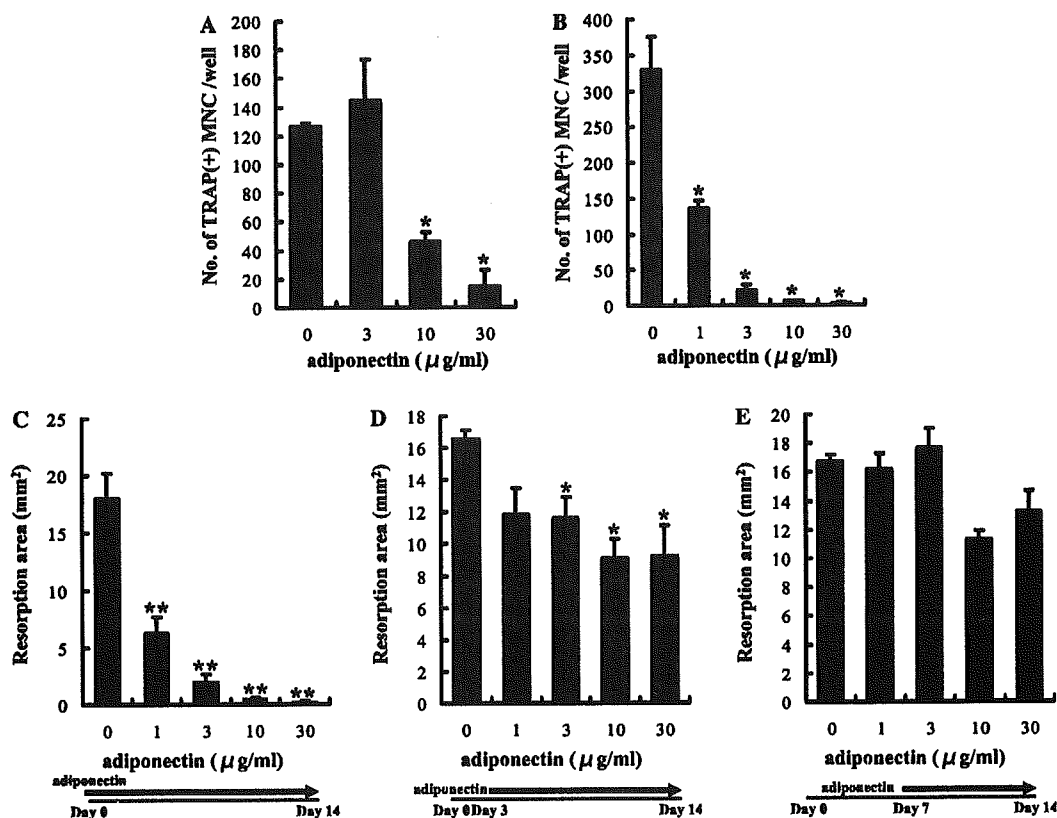 A
No. of TRAP(+) MNC /well
200
180
160
140
120
100
80
60
40
20
0
*
*
0 3 10 30
adiponectin ( μ g/ml)
B
No. of TRAP(+) MNC /well
400
350
300
250
200
150
100
50
0
*
*
*
*
0 1 3 10 30
adiponectin ( μ g/ml)
C
Resorption area (mm²)
25
20
15
10
5
0
**
**
**
**
0 1 3 10 30
adiponectin ( μ g/ml)
adiponectin
Day 0 Day 14
D
Resorption area (mm²)
18
16
14
12
10
8
6
4
2
0
*
*
*
0 1 3 10 30
adiponectin ( μ g/ml)
adiponectin
Day 0 Day 3 Day 14
E
Resorption area (mm²)
20
18
16
14
12
10
8
6
4
2
0
0 1 3 10 30
adiponectin ( μ g/ml)
adiponectin
Day 0 Day 7 Day 14